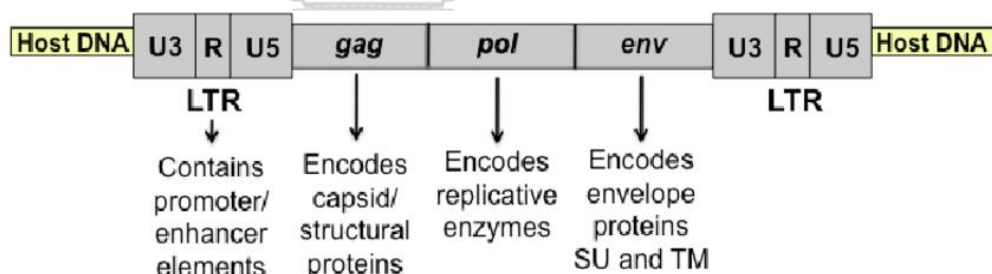 Host DNA U3 R U5 gag pol env U3 R U5 Host DNA
LTR LTR
Contains
promoter/
enhancer
elements
Encodes
capsid/
structural
proteins
Encodes
replicative
enzymes
Encodes
envelope
proteins
SU and TM